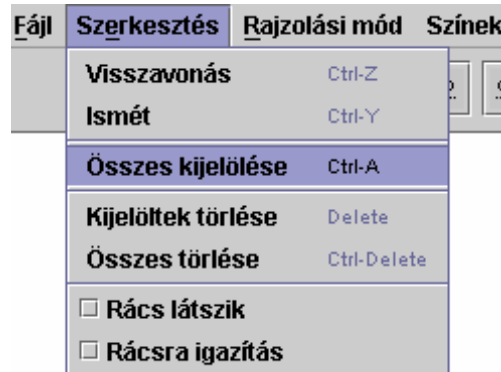 Fájl Szerkesztés Rajzolási mód Színek
Visszavonás Ctrl-Z
Ismét Ctrl-Y
Összes kijelölése Ctrl-A
Kijelöltek törlése Delete
Összes törlése Ctrl-Delete
Rács látszik
Rácsra igazítás